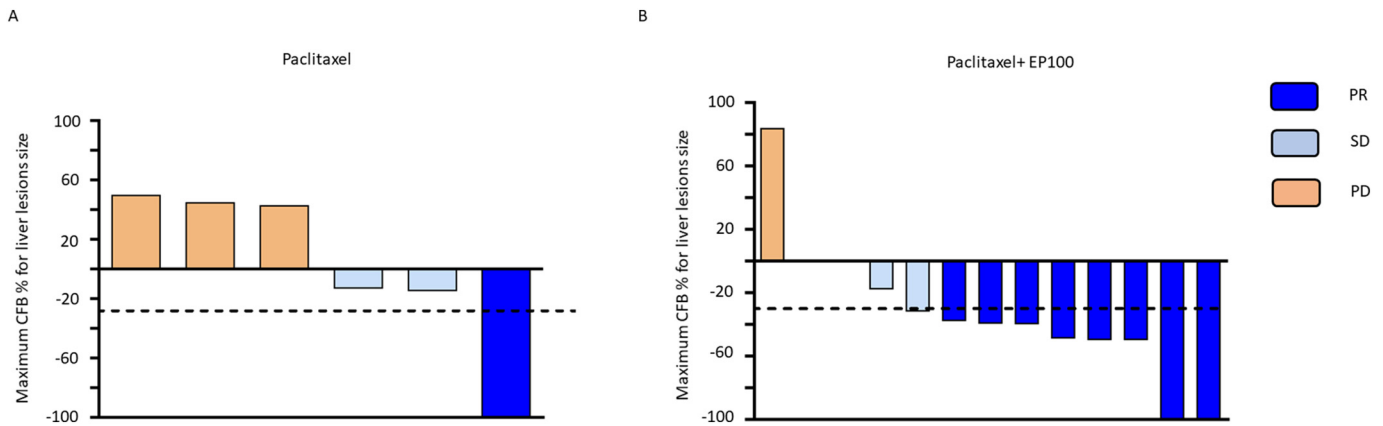 A
B
Paclitaxel
Paclitaxel+ EP100
Maximum CFB % for liver lesions size
100
60
20
-20
-60
-100
Maximum CFB % for liver lesions size
100
60
20
-20
-60
-100
PR
SD
PD